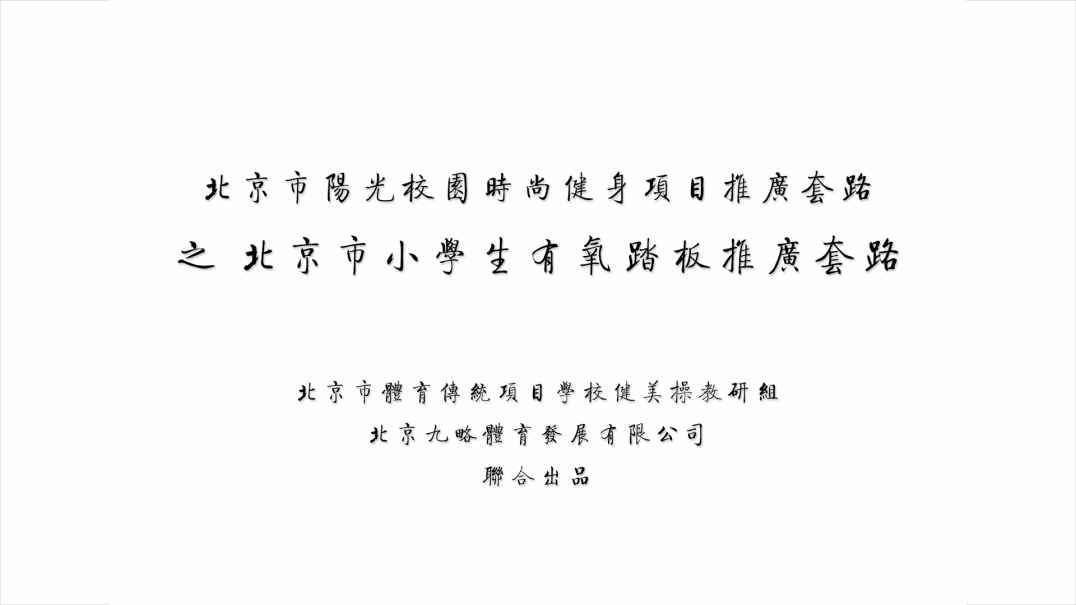 北京市陽光校園時尚健身項目推廣套路
之 北京市小學生有氧踏板推廣套路
北京市體育傳統項目學校健美操教研組
北京九略體育發展有限公司
聯合出品